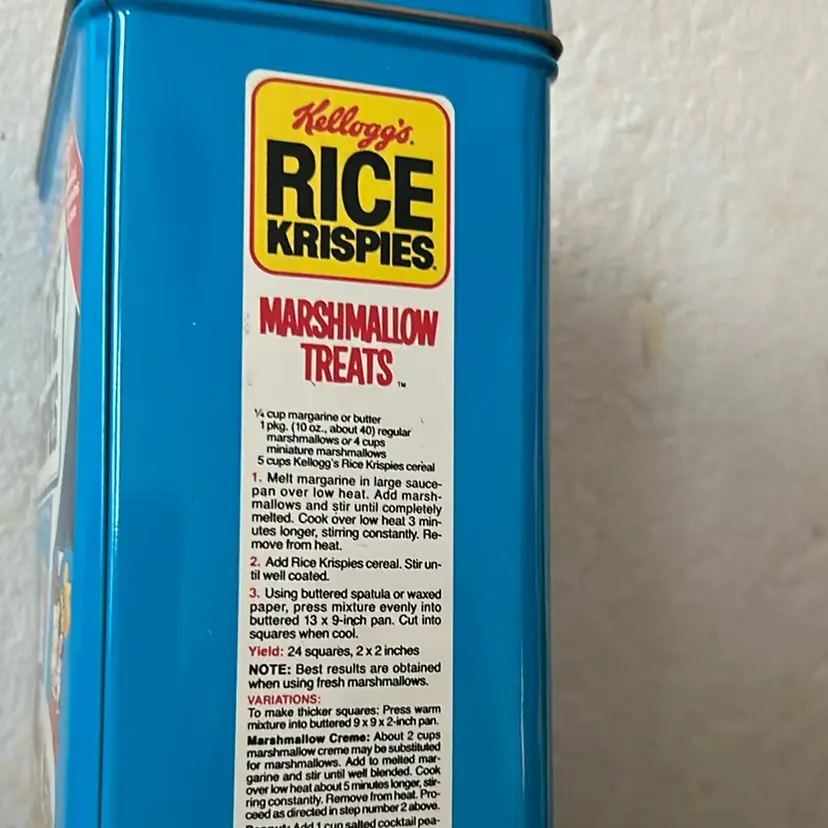 Kellogg's®
RICE
KRISPIES®
MARSHMALLOW
TREATS™
¼ cup margarine or butter
1 pkg. (10 oz., about 40) regular
marshmallows or 4 cups
miniature marshmallows
5 cups Kellogg's Rice Krispies cereal
1. Melt margarine in large sauce-
pan over low heat. Add marsh-
mallows and stir until completely
melted. Cook over low heat 3 min-
utes longer, stirring constantly. Re-
move from heat.
2. Add Rice Krispies cereal. Stir un-
til well coated.
3. Using buttered spatula or waxed
paper, press mixture evenly into
buttered 13 x 9-inch pan. Cut into
squares when cool.
Yield: 24 squares, 2 x 2 inches
NOTE: Best results are obtained
when using fresh marshmallows.
VARIATIONS:
To make thicker squares: Press warm
mixture into buttered 9 x 9 x 2-inch pan.
Marshmallow Creme: About 2 cups
marshmallow creme may be substituted
for marshmallows. Add to melted mar-
garine and stir until well blended. Cook
over low heat about 5 minutes longer, stir-
ring constantly. Remove from heat. Pro-
ceed as directed in step number 2 above.
Peanut: Add 1 cup salted cocktail pea-